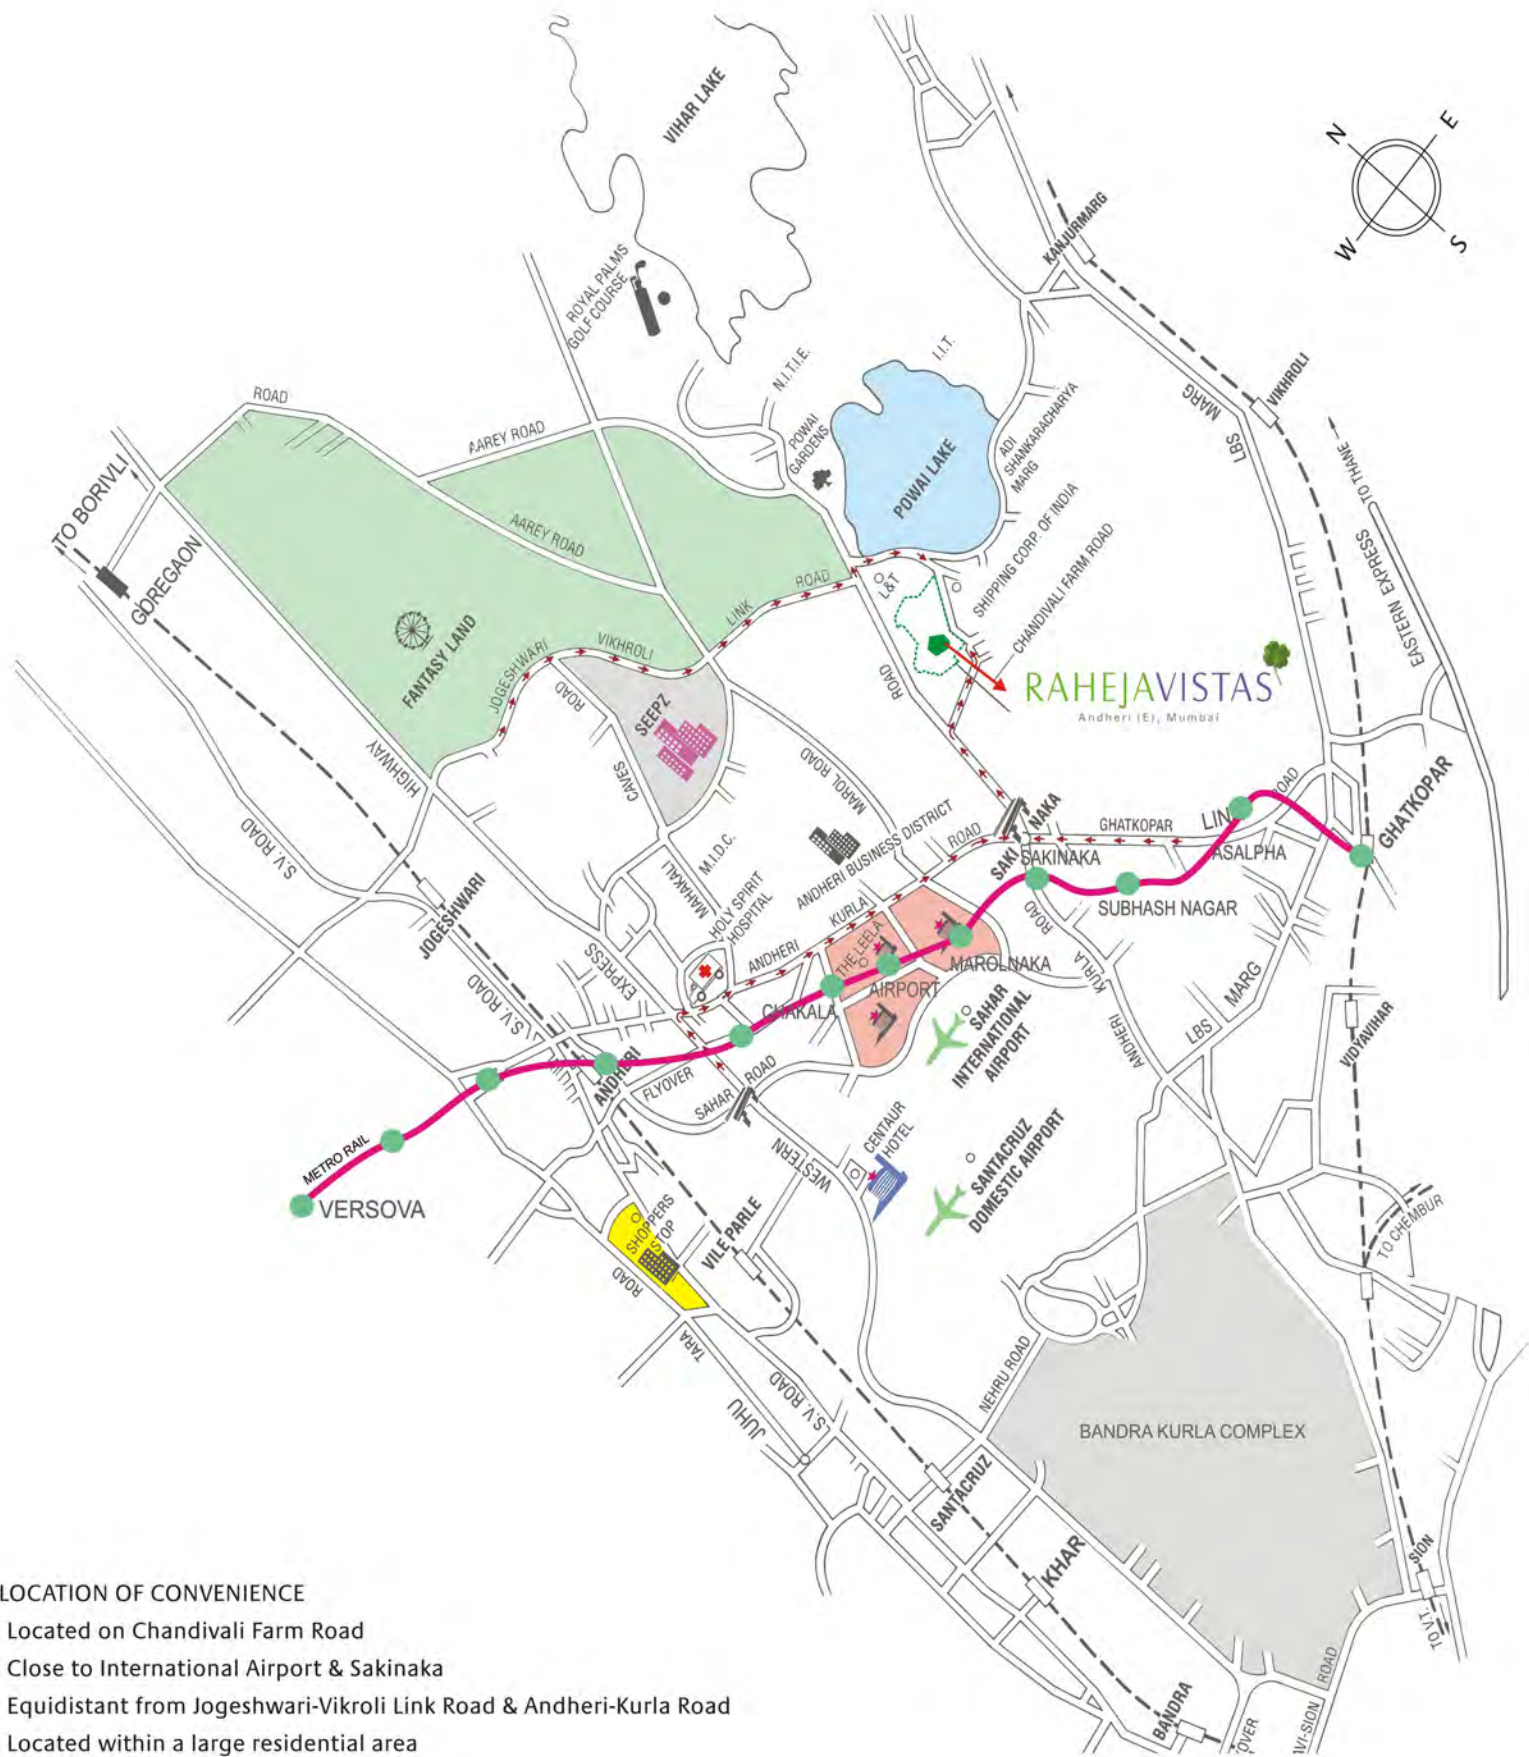 VIHAR LAKE
N
E
W
S
KANJURMARG
ROYAL PALMS
GOLF COURSE
N.I.T.I.E.
I.I.T.
VIKHROLI
MARG
LBS
ROAD
AAREY ROAD
POWAI
GARDENS
POWAI LAKE
ADI
SHANKARACHARYA
MARG
TO THANE
EASTERN EXPRESS
TO BORIVLI
GOREGAON
AAREY ROAD
SHIPPING CORP. OF INDIA
CHANDIVALI FARM ROAD
L&T
FANTASY LAND
JOGESHWARI
VIKHROLI
LINK
ROAD
ROAD
ROAD
RAHEJAVISTAS
Andheri (E), Mumbai
SEEPZ
HIGHWAY
CAVES
MAROL ROAD
S.V. ROAD
M.I.D.C.
MAHAKALI
ANDHERI BUSINESS DISTRICT
ROAD
SAKI
NAKA
GHATKOPAR
LIN
ROAD
GHATKOPAR
SAKINAKA
ASALPHA
SUBHASH NAGAR
JOGESHWARI
HOLY SPIRIT
HOSPITAL
KURLA
ANDHERI
THE LEELA
MAROLNAKA
AIRPORT
CHAKALA
EXPRESS
S.V. ROAD
ROAD
KURLA
ANDHERI
LBS
MARG
VIDYAVIHAR
SAHAR
INTERNATIONAL
AIRPORT
ANDHERI
FLYOVER
SAHAR
ROAD
METRO RAIL
VERSOVA
WESTERN
CENTAUR
HOTEL
SANTACRUZ
DOMESTIC AIRPORT
TO CHEMBUR
SHOPPERS
STOP
VILE PARLE
ROAD
TARA
JUHU
S.V. ROAD
NEHRU ROAD
BANDRA KURLA COMPLEX
SANTACRUZ
KHAR
SION
TO V.T.
BANDRA
OVER
AVI-SION
ROAD
LOCATION OF CONVENIENCE
Located on Chandivali Farm Road
Close to International Airport & Sakinaka
Equidistant from Jogeshwari-Vikroli Link Road & Andheri-Kurla Road
Located within a large residential area